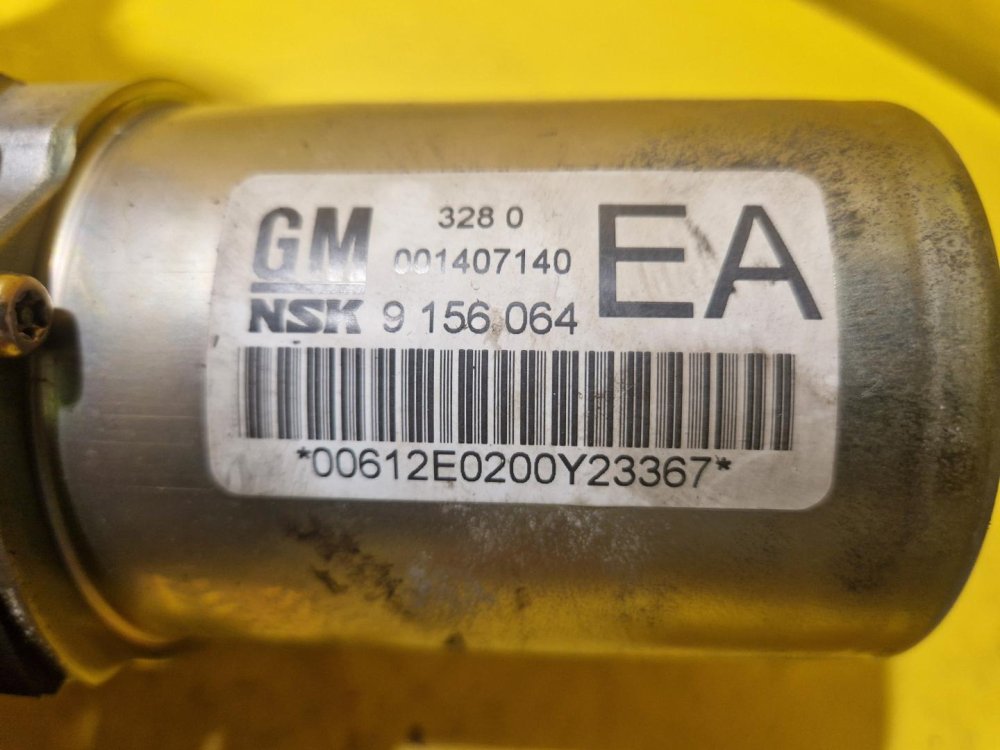 GM 328 0 EA
001407140
NSK 9 156 064
*00612E0200Y23367*